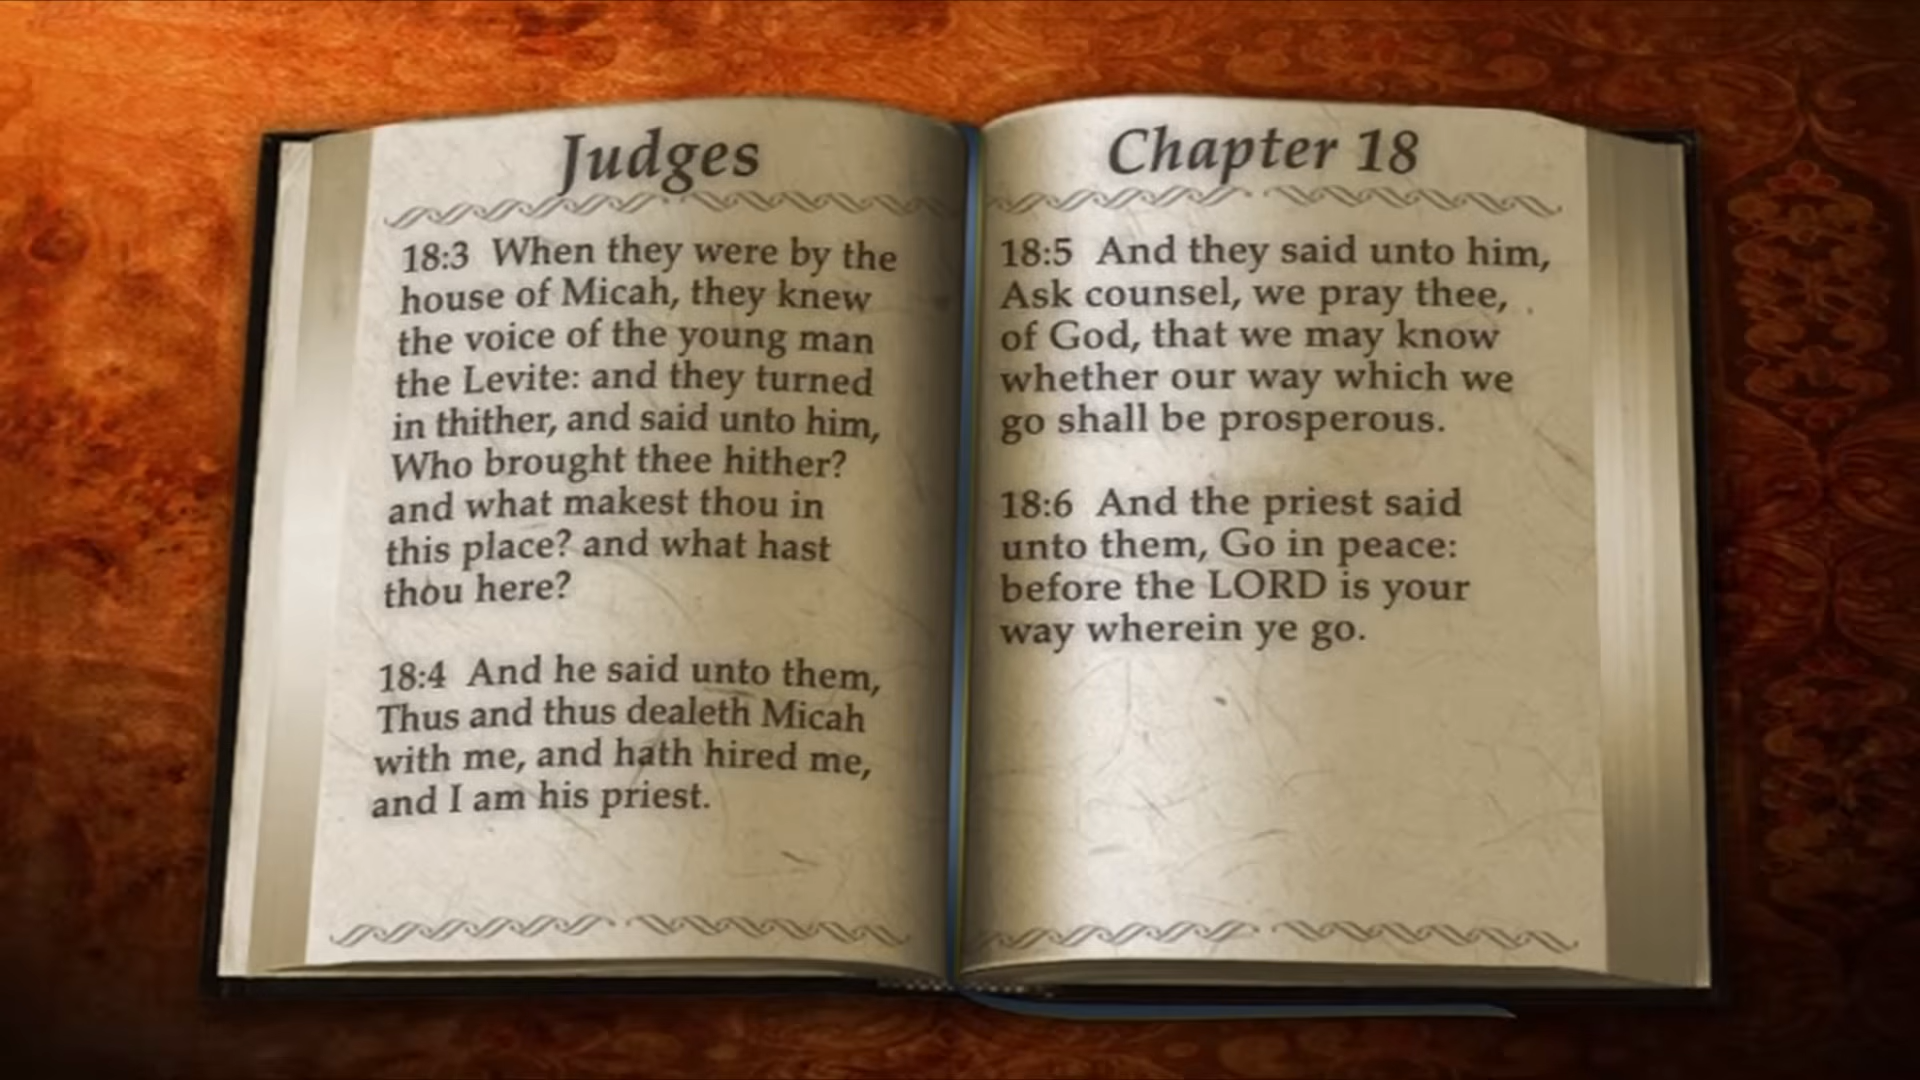 Judges
18:3 When they were by the
house of Micah, they knew
the voice of the young man
the Levite: and they turned
in thither, and said unto him,
Who brought thee hither?
and what makest thou in
this place? and what hast
thou here?
18:4 And he said unto them,
Thus and thus dealeth Micah
with me, and hath hired me,
and I am his priest.
Chapter 18
18:5 And they said unto him,
Ask counsel, we pray thee,
of God, that we may know
whether our way which we
go shall be prosperous.
18:6 And the priest said
unto them, Go in peace:
before the LORD is your
way wherein ye go.